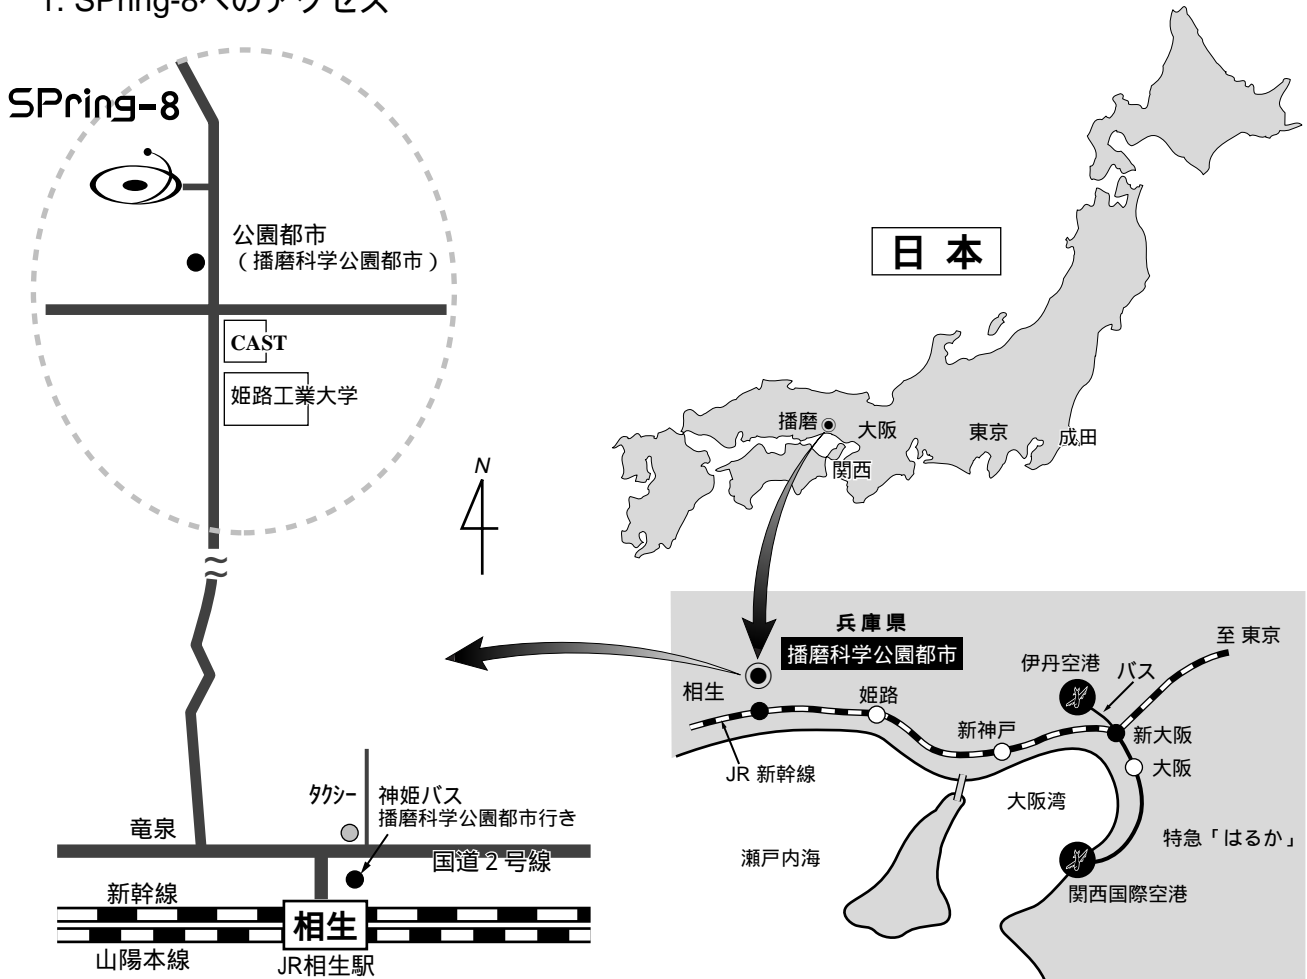 1. SPring-8へのアクセス
SPring-8
公園都市
（播磨科学公園都市）
CAST
姫路工業大学
N
日本
播磨
大阪
東京
成田
関西
兵庫県
播磨科学公園都市
至 東京
伊丹空港
バス
相生
姫路
新神戸
新大阪
大阪
JR 新幹線
大阪湾
瀬戸内海
特急「はるか」
関西国際空港
タクシー
神姫バス
播磨科学公園都市行き
竜泉
国道２号線
新幹線
相生
山陽本線
JR相生駅